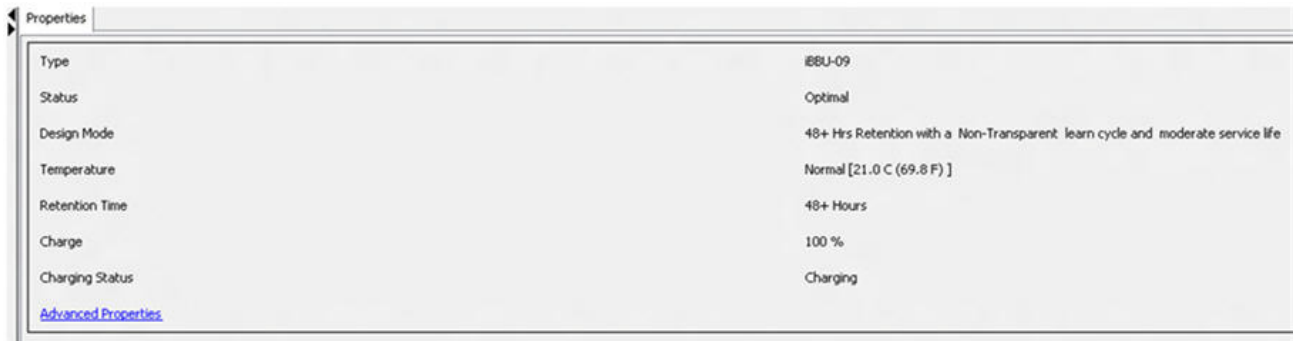 Properties
Type iBBU-09
Status Optimal
Design Mode 48+ Hrs Retention with a Non-Transparent learn cycle and moderate service life
Temperature Normal [21.0 C (69.8 F) ]
Retention Time 48+ Hours
Charge 100 %
Charging Status Charging
Advanced Properties